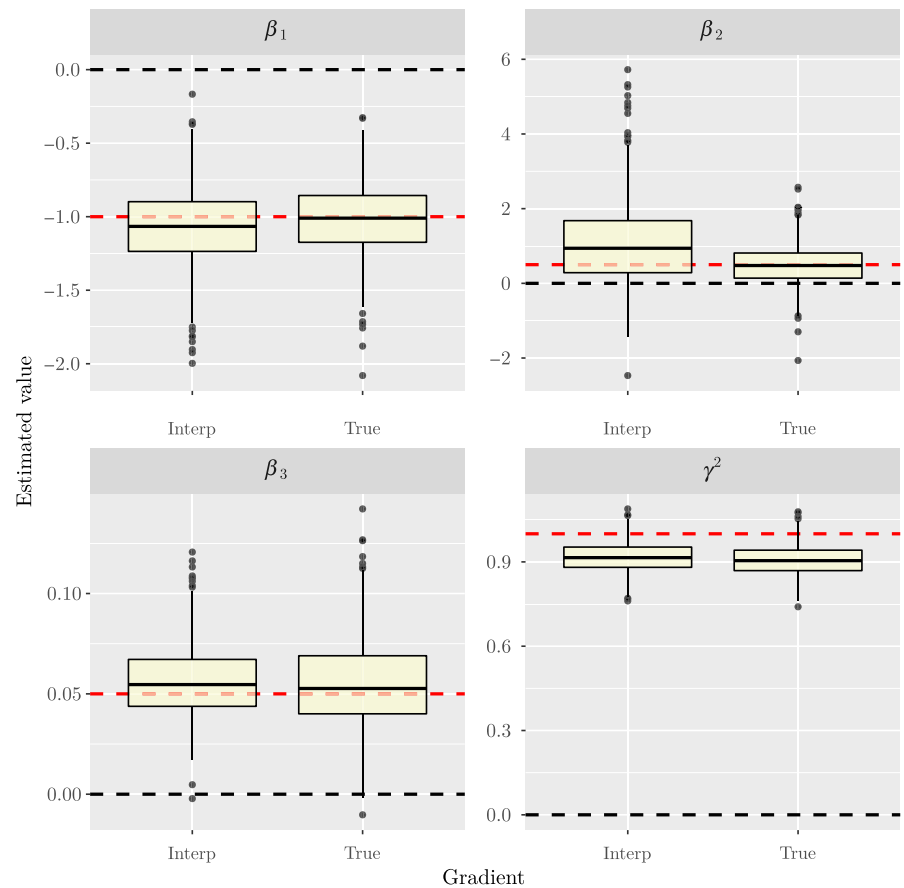 β₁
0.0
−0.5
−1.0
−1.5
−2.0
Interp True
β₂
6
4
2
0
−2
Interp True
β₃
0.10
0.05
0.00
Interp True
γ²
0.9
0.6
0.3
0.0
Interp True
Estimated value
Gradient